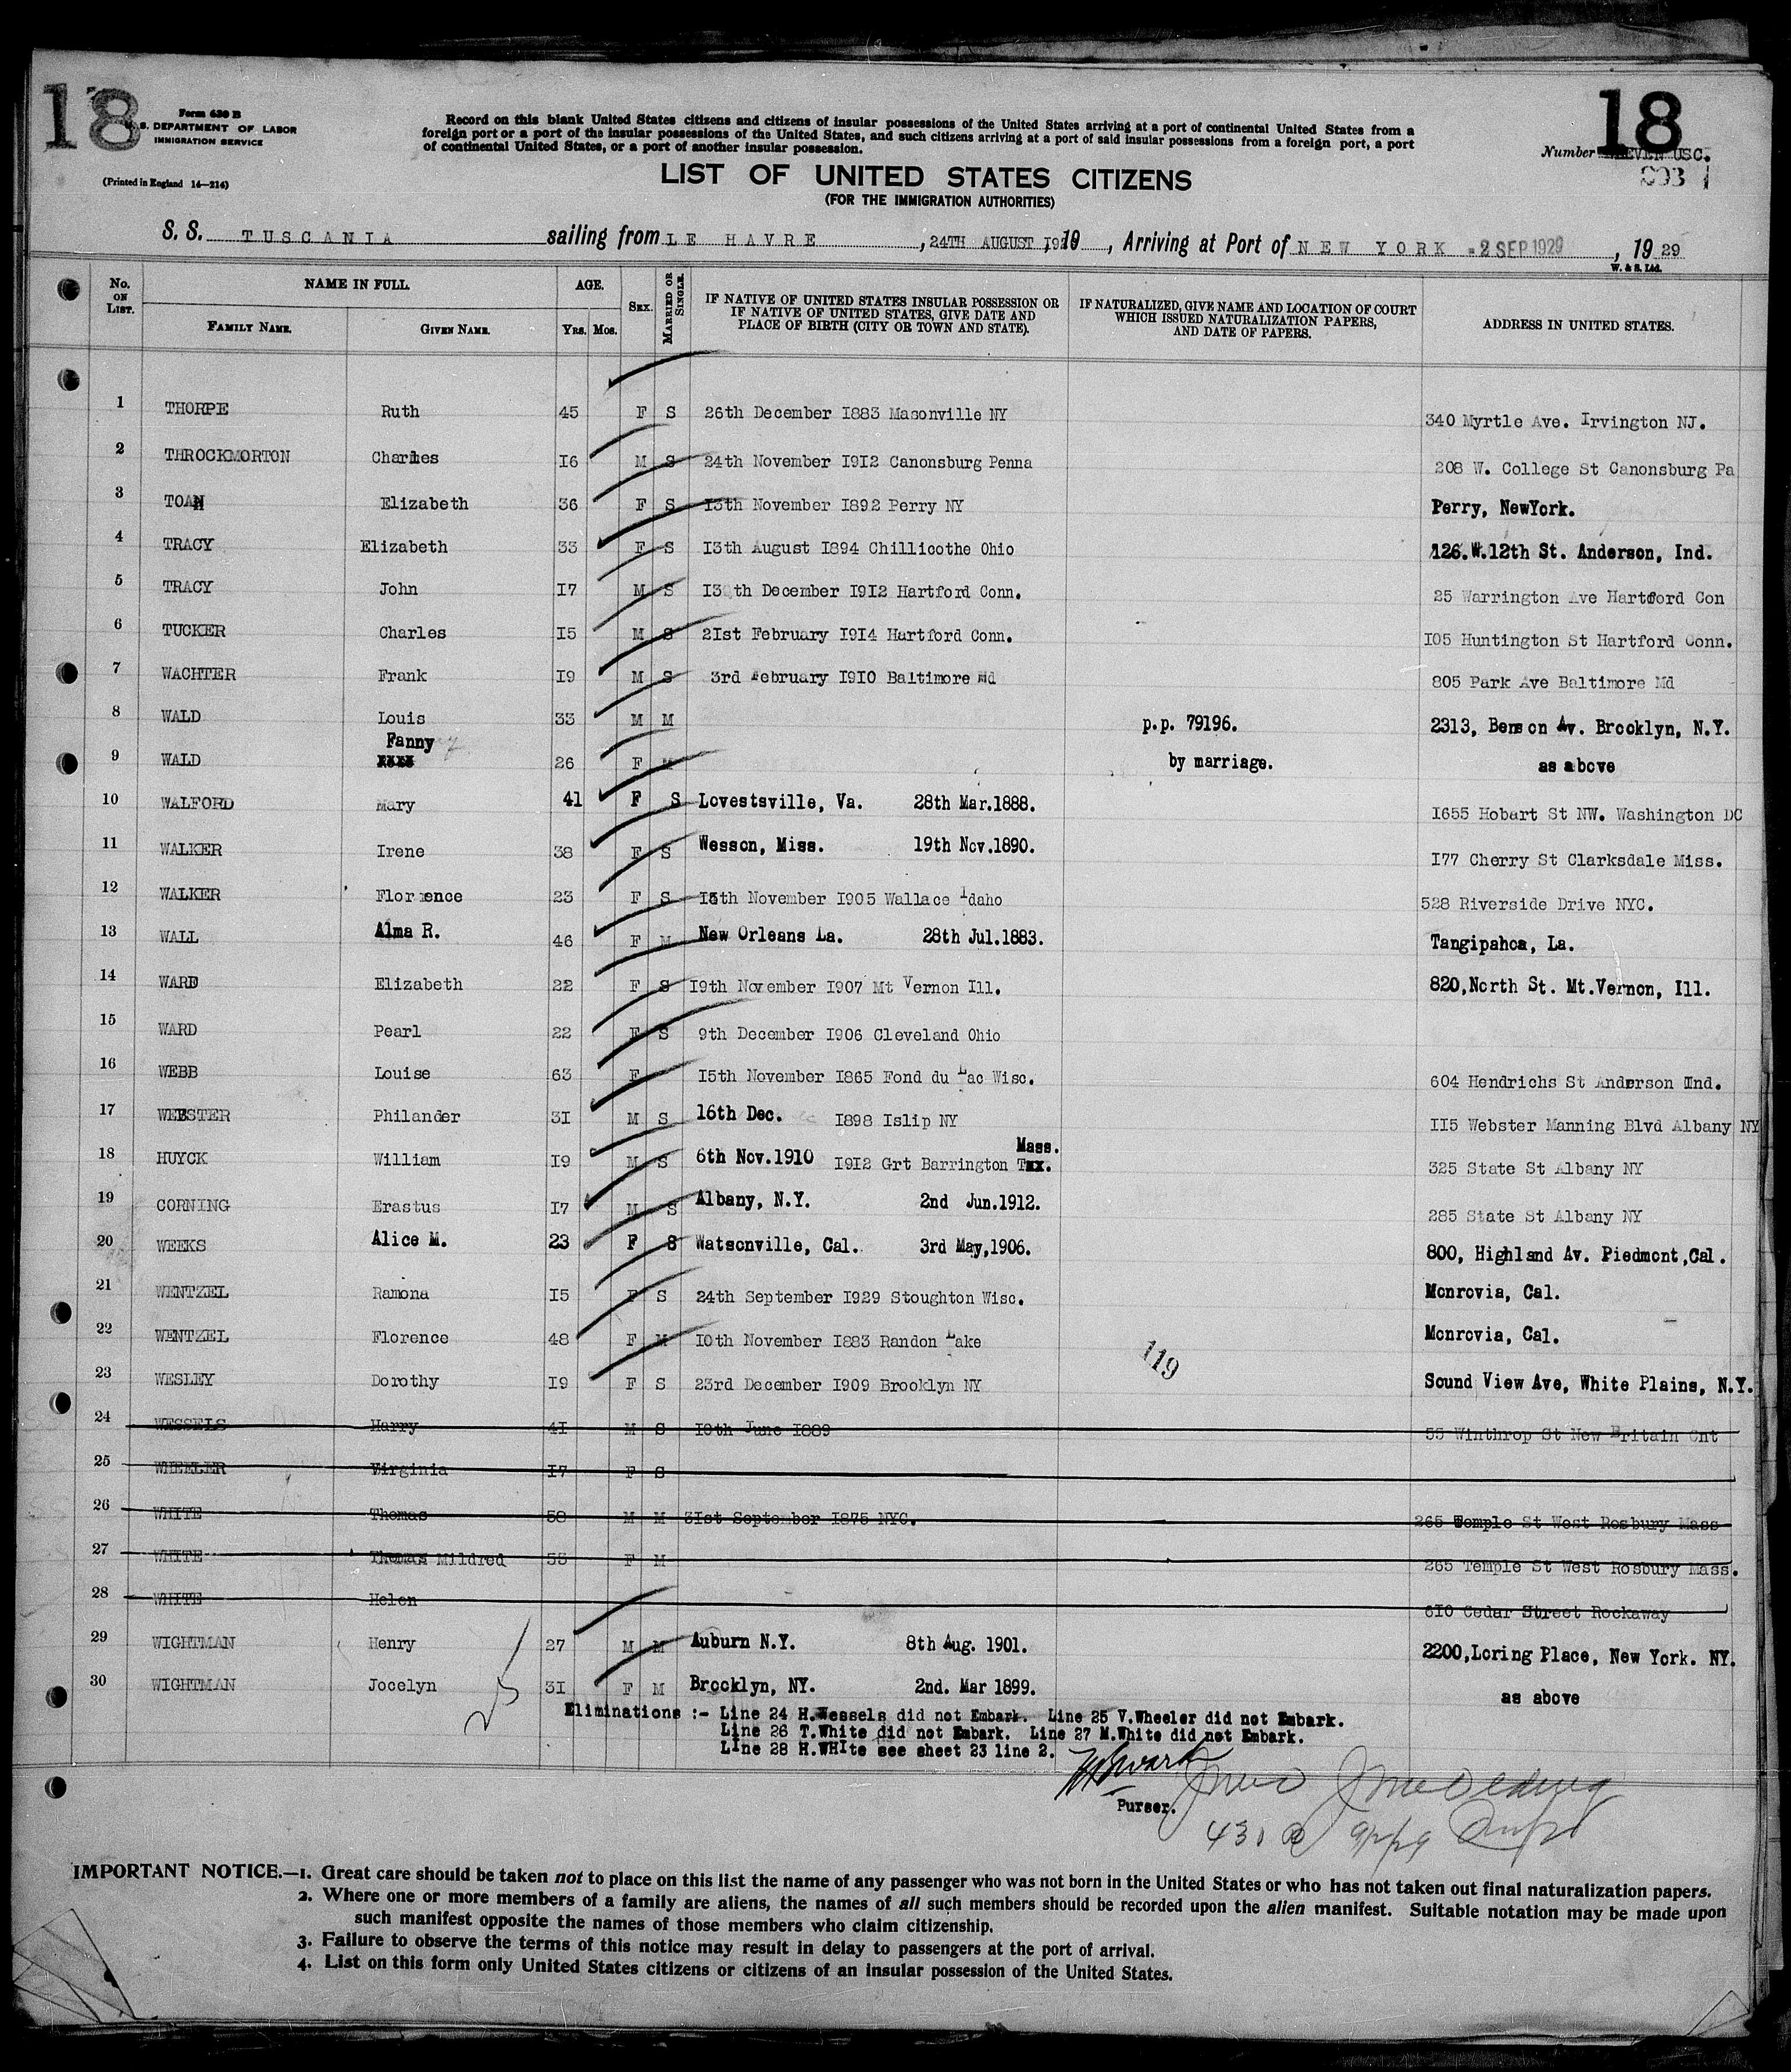 18
18
Form 630 B
U.S. DEPARTMENT OF LABOR
IMMIGRATION SERVICE
(Printed in England 14—214)
Record on this blank United States citizens and citizens of insular possessions of the United States arriving at a port of continental United States from a
foreign port or a port of the insular possessions of the United States, and such citizens arriving at a port of said insular possessions from a foreign port, a port
of continental United States, or a port of another insular possession.
Number USC.
LIST OF UNITED STATES CITIZENS
(FOR THE IMMIGRATION AUTHORITIES)
S. S. TUSCANIA sailing from LE HAVRE, 24TH AUGUST, 19, Arriving at Port of NEW YORK 2 SEP 1929, 1929
W. & S. Ltd.
No. ON LIST. NAME IN FULL. AGE. SEX. MARRIED OR SINGLE. IF NATIVE OF UNITED STATES INSULAR POSSESSION OR IF NATIVE OF UNITED STATES, GIVE DATE AND PLACE OF BIRTH (CITY OR TOWN AND STATE). IF NATURALIZED, GIVE NAME AND LOCATION OF COURT WHICH ISSUED NATURALIZATION PAPERS, AND DATE OF PAPERS. ADDRESS IN UNITED STATES.
FAMILY NAME. GIVEN NAME. YRS. MOS.
1 THORPE Ruth 45 F S 26th December 1883 Masonville NY 340 Myrtle Ave. Irvington NJ.
2 THROCKMORTON Charles 16 M S 24th November 1912 Canonsburg Penna 208 W. College St Canonsburg Pa
3 TOAN Elizabeth 36 F S 13th November 1892 Perry NY Perry, NewYork.
4 TRACY Elizabeth 33 F S 13th August 1894 Chillicothe Ohio 126.W.12th St. Anderson, Ind.
5 TRACY John 17 M S 13 th December 1912 Hartford Conn. 25 Warrington Ave Hartford Con
6 TUCKER Charles 15 M S 21st February 1914 Hartford Conn. 105 Huntington St Hartford Conn.
7 WACHTER Frank 19 M S 3rd February 1910 Baltimore Md 805 Park Ave Baltimore Md
8 WALD Louis 33 M M p.p. 79196. 2313, Benson Av. Brooklyn, N.Y.
9 WALD Fanny 26 F M by marriage. as above
10 WALFORD Mary 41 F S Lovestsville, Va. 28th Mar.1888. 1655 Hobart St NW. Washington DC
11 WALKER Irene 38 F S Wesson, Miss. 19th Nov.1890. 177 Cherry St Clarksdale Miss.
12 WALKER Florence 23 F S 15th November 1905 Wallace Idaho 528 Riverside Drive NYC.
13 WALL Alma R. 46 F M New Orleans La. 28th Jul.1883. Tangipahoa, La.
14 WARD Elizabeth 22 F S 19th November 1907 Mt Vernon Ill. 820,North St. Mt.Vernon, Ill.
15 WARD Pearl 22 F S 9th December 1906 Cleveland Ohio
16 WEBB Louise 63 F 15th November 1865 Fond du Lac Wisc. 604 Hendrichs St Anderson Ind.
17 WEBSTER Philander 31 M S 16th Dec. 1898 Islip NY 115 Webster Manning Blvd Albany NY
18 HUYCK William 19 M S 6th Nov.1910 1912 Grt Barrington Mass. 325 State St Albany NY
19 CORNING Erastus 17 M S Albany, N.Y. 2nd Jun.1912. 285 State St Albany NY
20 WEEKS Alice M. 23 F S Watsonville, Cal. 3rd May,1906. 800, Highland Av. Piedmont,Cal.
21 WENTZEL Ramona 15 F S 24th September 1929 Stoughton Wisc. Monrovia, Cal.
22 WENTZEL Florence 48 F M 10th November 1883 Randon Lake Monrovia, Cal.
119
23 WESLEY Dorothy 19 F S 23rd December 1909 Brooklyn NY Sound View Ave, White Plains, N.Y.
24 WESSELS Harry 41 M S 10th June 1889 55 Winthrop St New Britain Cnt
25 WHEELER Virginia 17 F S
26 WHITE Thomas 58 M M 31st September 1875 NYC. 265 Temple St West Rosbury Mass
27 WHITE Thomas Mildred 53 F M 265 Temple St West Rosbury Mass.
28 WHITE Helen 610 Cedar Street Rockaway
29 WIGHTMAN Henry 27 M M Auburn N.Y. 8th Aug. 1901. 2200,Loring Place, New York. NY.
30 WIGHTMAN Jocelyn 31 F M Brooklyn, NY. 2nd. Mar 1899. as above
Eliminations :- Line 24 H.Wessels did not Embark. Line 25 V.Wheeler did not Embark.
Line 26 T.White did not Embark. Line 27 M.White did not Embark.
LIne 28 H.WHIte see sheet 23 line 2.
Purser.
IMPORTANT NOTICE.—1. Great care should be taken not to place on this list the name of any passenger who was not born in the United States or who has not taken out final naturalization papers.
2. Where one or more members of a family are aliens, the names of all such members should be recorded upon the alien manifest. Suitable notation may be made upon
such manifest opposite the names of those members who claim citizenship.
3. Failure to observe the terms of this notice may result in delay to passengers at the port of arrival.
4. List on this form only United States citizens or citizens of an insular possession of the United States.